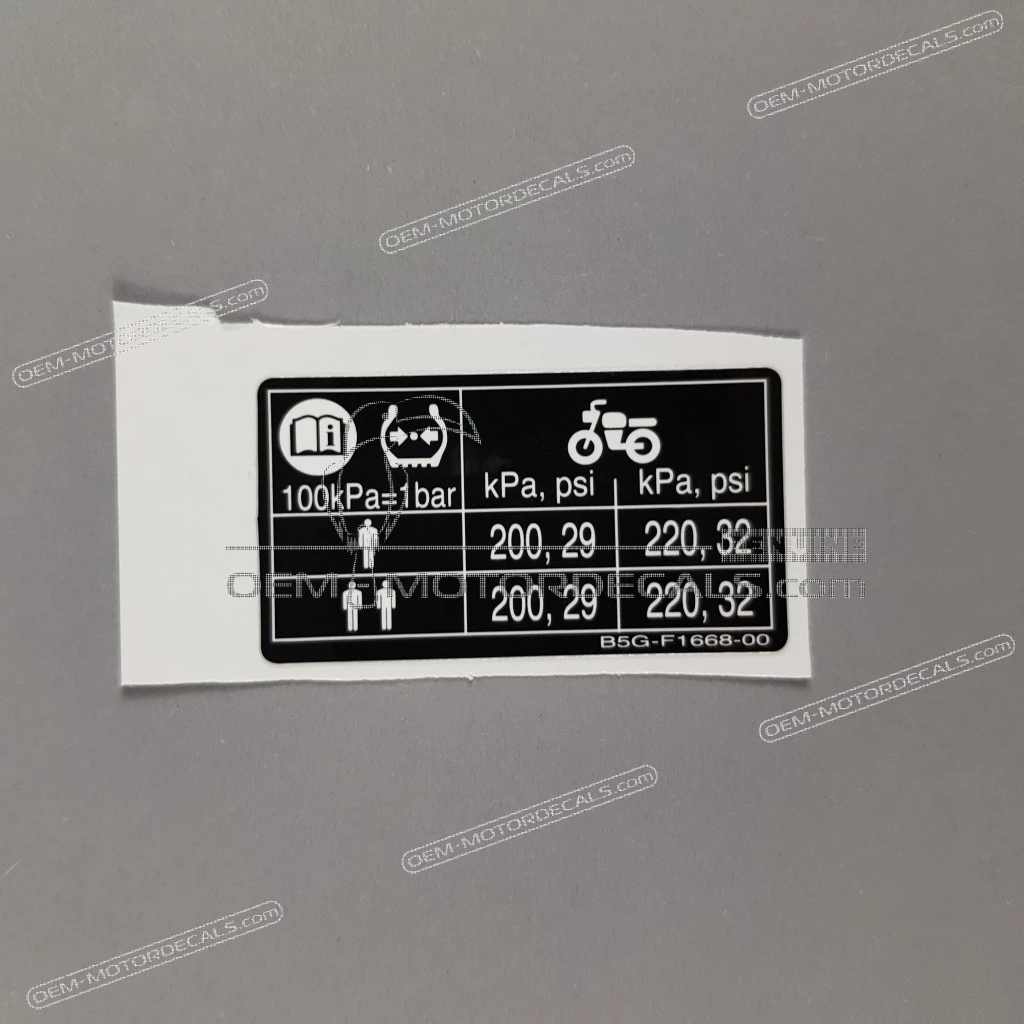 OEM-MOTORDECALS.com
OEM-MOTORDECALS.com
OEM-MOTORDECALS.com
100kPa=1bar
kPa, psi kPa, psi
200, 29 220, 32
GENUINE
OEM-MOTORDECALS.com
200, 29 220, 32
B5G-F1668-00
OEM-MOTORDECALS.com
OEM-MOTORDECALS.com
OEM-MOTORDECALS.com